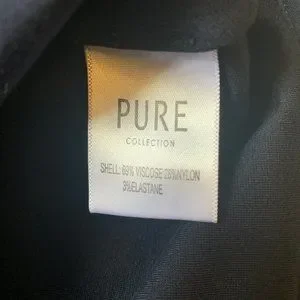 PURE
COLLECTION
SHELL: 69% VISCOSE 28%NYLON
3%ELASTANE